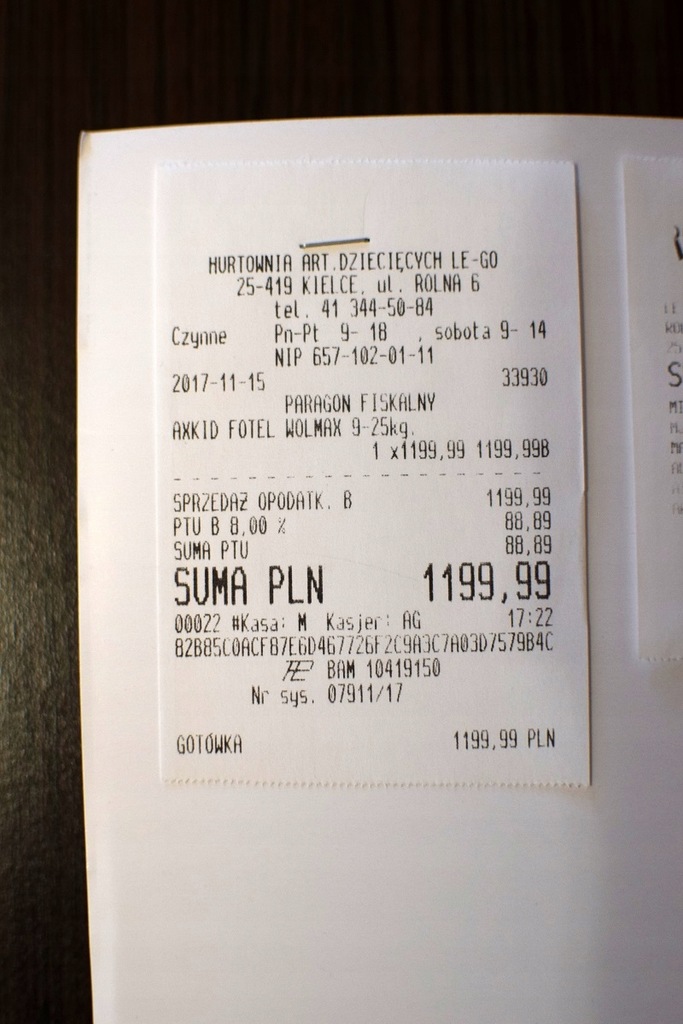 HURTOWNIA ART.DZIECIĘCYCH LE-GO
25-419 KIELCE, ul. ROLNA 6
tel. 41 344-50-84
Czynne Pn-Pt 9- 18 , sobota 9- 14
NIP 657-102-01-11
2017-11-15 33930
PARAGON FISKALNY
AXKID FOTEL WOLMAX 9-25kg.
1 x1199,99 1199,99B
SPRZEDAŻ OPODATK. B 1199,99
PTU B 8,00 % 88,89
SUMA PTU 88,89
SUMA PLN 1199,99
00022 #Kasa: M Kasjer: AG 17:22
82B85C0ACF87E6D467726F2C9A3C7A03D7579B4C
BAM 10419150
Nr sys. 07911/17
GOTÓWKA 1199,99 PLN